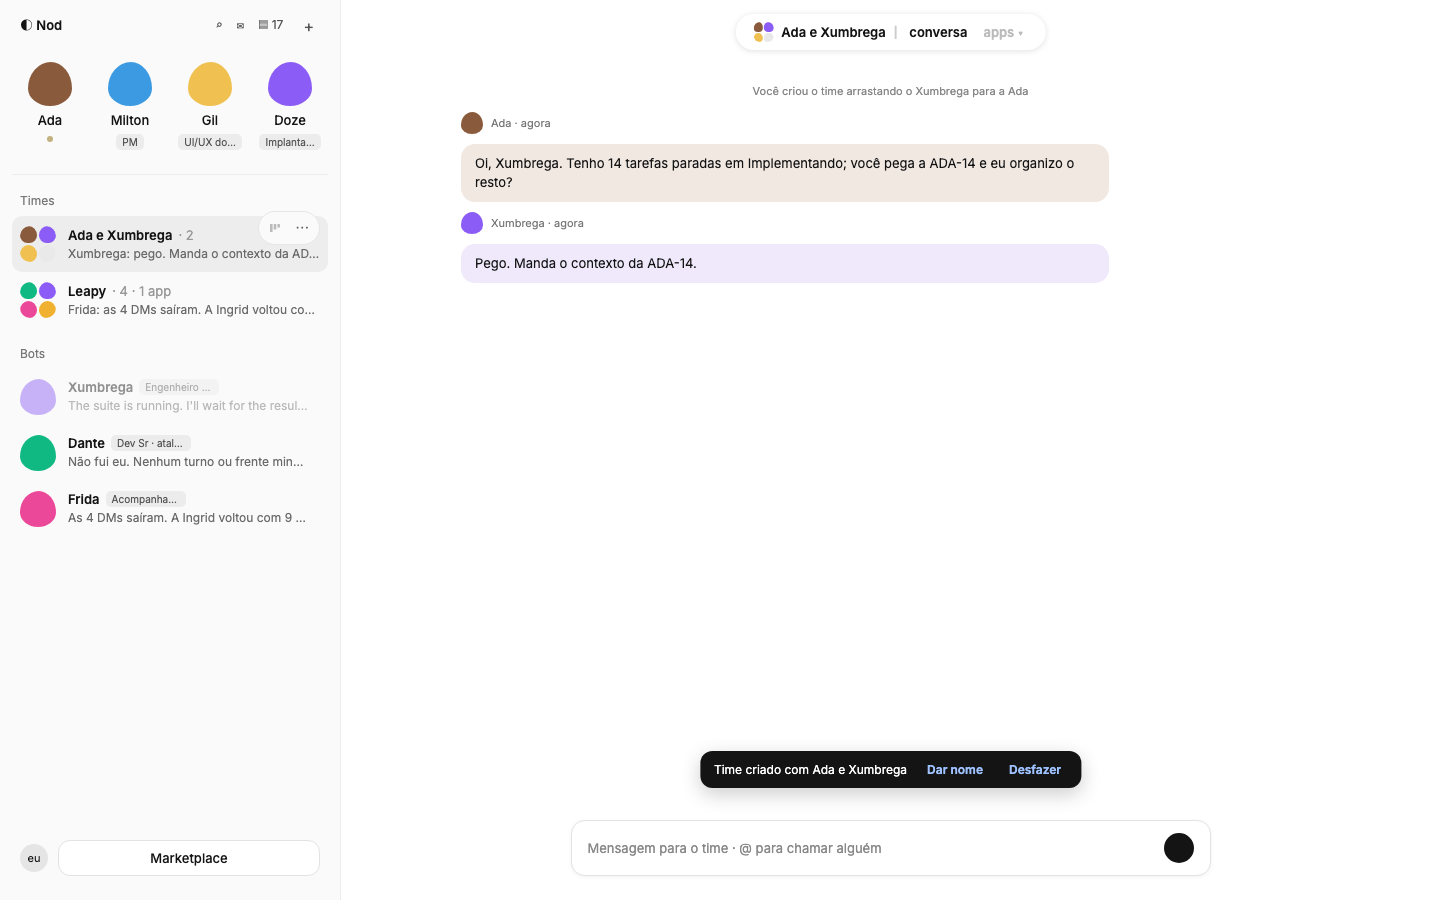 Nod
17
+
Ada
Milton
Gil
Doze
PM
UI/UX do...
Implanta...
Times
Ada e Xumbrega · 2
Xumbrega: pego. Manda o contexto da AD...
Leapy · 4 · 1 app
Frida: as 4 DMs saíram. A Ingrid voltou co...
Bots
Xumbrega Engenheiro ...
The suite is running. I'll wait for the resul...
Dante Dev Sr · atal...
Não fui eu. Nenhum turno ou frente min...
Frida Acompanha...
As 4 DMs saíram. A Ingrid voltou com 9 ...
eu
Marketplace
Ada e Xumbrega | conversa apps
Você criou o time arrastando o Xumbrega para a Ada
Ada · agora
Oi, Xumbrega. Tenho 14 tarefas paradas em Implementando; você pega a ADA-14 e eu organizo o
resto?
Xumbrega · agora
Pego. Manda o contexto da ADA-14.
Time criado com Ada e Xumbrega Dar nome Desfazer
Mensagem para o time · @ para chamar alguém